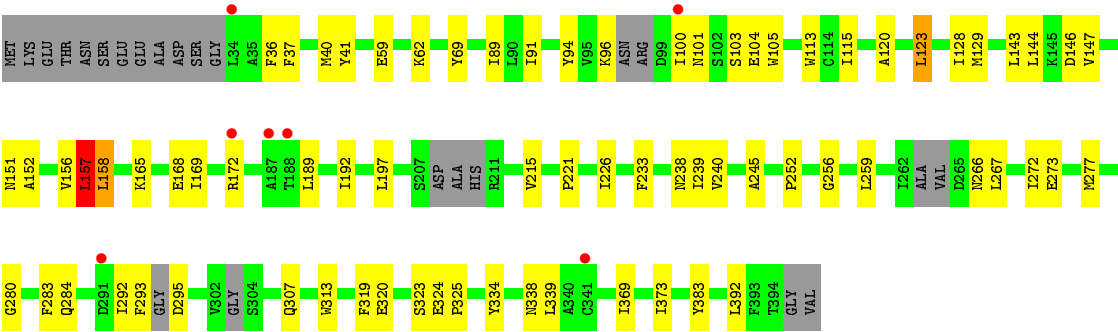 MET LYS GLU THR ASN SER GLU GLU ALA ASP SER GLY L34 A35 F36 F37 M40 Y41 E59 K62 Y69 I89 L90 I91 Y94 V95 K96 ASN ARG D99 I100 N101 S102 S103 E104 W105 W113 C114 I115 A120 L123 I128 M129 L143 L144 K145 D146 V147
N151 A152 V156 L157 L158 K165 E168 I169 R172 A187 T188 L189 I192 L197 S207 ASP ALA HIS R211 V215 P221 I226 F233 N238 I239 V240 A245 P252 G256 L259 I262 ALA VAL D265 N266 L267 I272 E273 M277
G280 F283 Q284 D291 I292 F293 GLY D295 V302 GLY S304 Q307 W313 F319 E320 S323 E324 P325 Y334 N338 L339 A340 C341 I369 I373 Y383 L392 F393 T394 GLY VAL